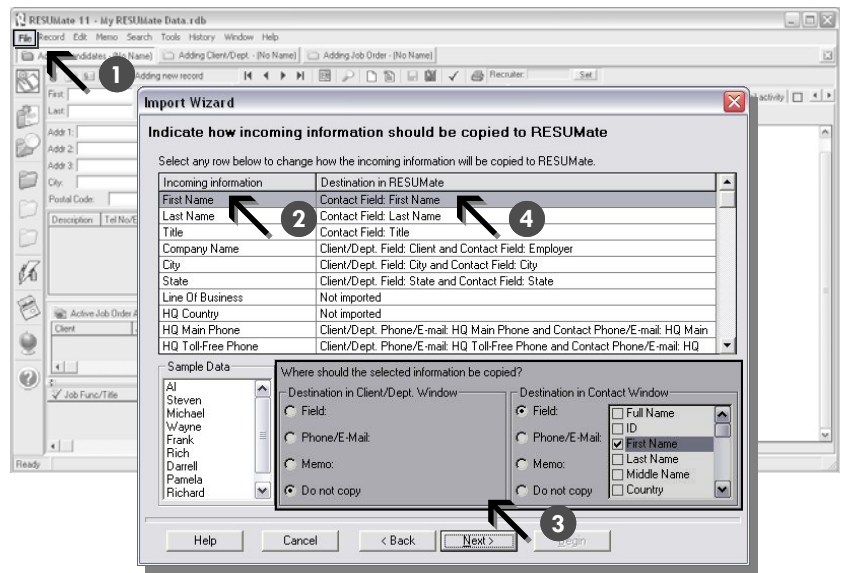 RESUMate 11 - My RESUMate Data.rdb
File Record Edit Memo Search Tools History Window Help
Candidates - (No Name) Adding Client/Dept. - (No Name) Adding Job Order - (No Name)
1 Adding new record Recruiter: Set
First:
Last:
activity
Addr 1:
Addr 2:
Addr 3:
City:
Postal Code:
Description Tel No/E
Active Job Order A
Client
Job Func/Title
Ready
Import Wizard
Indicate how incoming information should be copied to RESUMate
Select any row below to change how the incoming information will be copied to RESUMate.
Incoming information Destination in RESUMate
First Name Contact Field: First Name
Last Name Contact Field: Last Name
2 4
Title Contact Field: Title
Company Name Client/Dept. Field: Client and Contact Field: Employer
City Client/Dept. Field: City and Contact Field: City
State Client/Dept. Field: State and Contact Field: State
Line Of Business Not imported
HQ Country Not imported
HQ Main Phone Client/Dept. Phone/E-mail: HQ Main Phone and Contact Phone/E-mail: HQ Main
HQ Toll-Free Phone Client/Dept. Phone/E-mail: HQ Toll-Free Phone and Contact Phone/E-mail: HQ
Sample Data
Al
Steven
Michael
Wayne
Frank
Rich
Darrell
Pamela
Richard
Where should the selected information be copied?
Destination in Client/Dept. Window
Field:
Phone/E-Mail:
Memo:
Do not copy
Destination in Contact Window
Field:
Phone/E-Mail:
Memo:
Do not copy
Full Name
ID
First Name
Last Name
Middle Name
Country
3
Help Cancel < Back Next > Begin